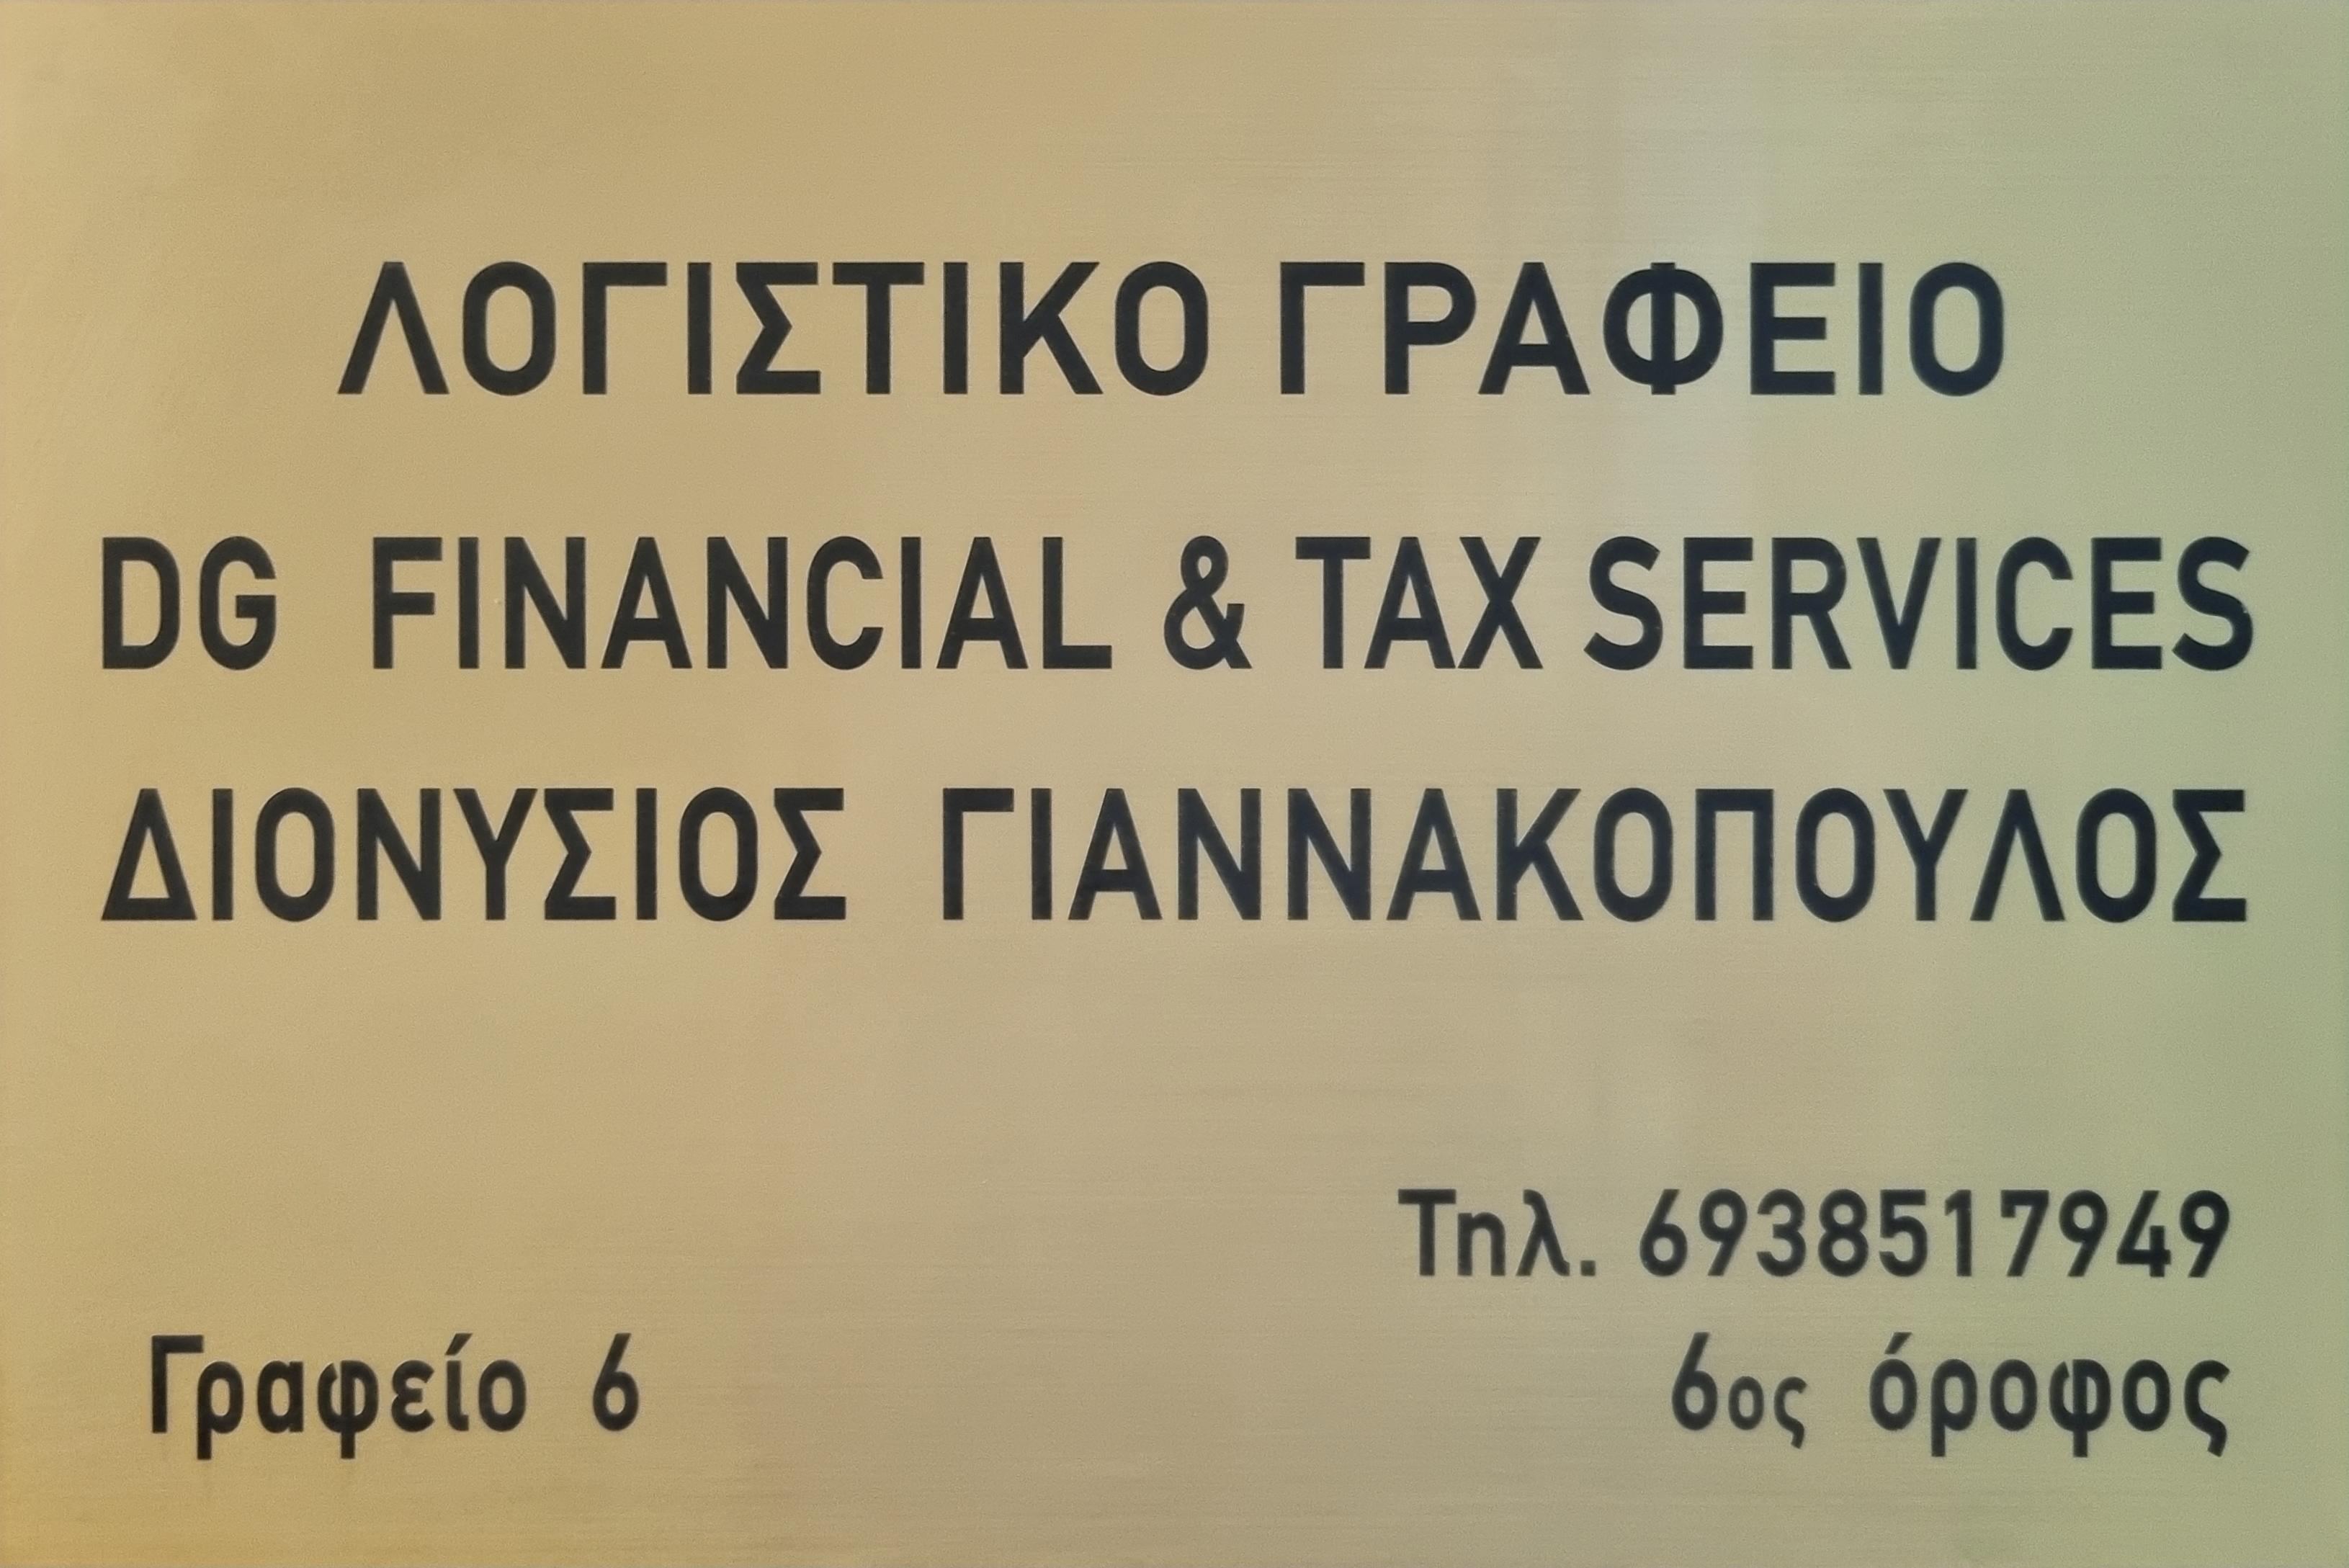 ΛΟΓΙΣΤΙΚΟ ΓΡΑΦΕΙΟ
DG FINANCIAL & TAX SERVICES
ΔΙΟΝΥΣΙΟΣ ΓΙΑΝΝΑΚΟΠΟΥΛΟΣ
Τηλ. 6938517949
Γραφείο 6 6ος όροφος